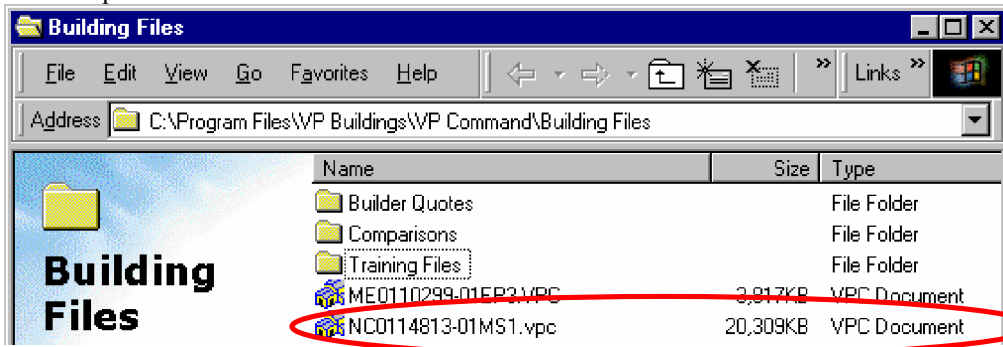 Building Files
File Edit View Go Favorites Help » Links »
Address C:\Program Files\VP Buildings\VP Command\Building Files
Name Size Type
Builder Quotes File Folder
Comparisons File Folder
Building Training Files File Folder
ME0110299-01EP3.VPC 3,817KB VPC Document
Files NC0114813-01MS1.vpc 20,309KB VPC Document